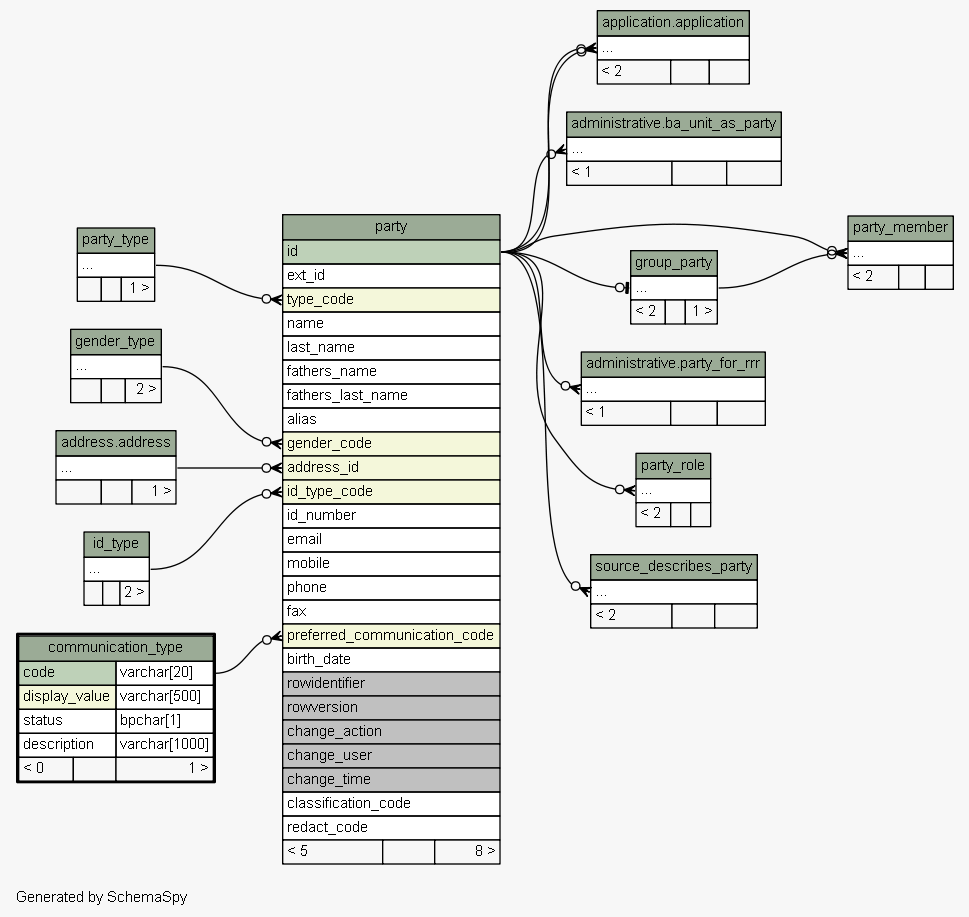 application.application
...
< 2
administrative.ba_unit_as_party
...
< 1
party_type
...
1 >
gender_type
...
2 >
address.address
...
1 >
id_type
...
2 >
communication_type
code varchar[20]
display_value varchar[500]
status bpchar[1]
description varchar[1000]
< 0 1 >
party
id
ext_id
type_code
name
last_name
fathers_name
fathers_last_name
alias
gender_code
address_id
id_type_code
id_number
email
mobile
phone
fax
preferred_communication_code
birth_date
rowidentifier
rowversion
change_action
change_user
change_time
classification_code
redact_code
< 5 8 >
party_member
...
< 2
group_party
...
< 2 1 >
administrative.party_for_rrr
...
< 1
party_role
...
< 2
source_describes_party
...
< 2
Generated by SchemaSpy